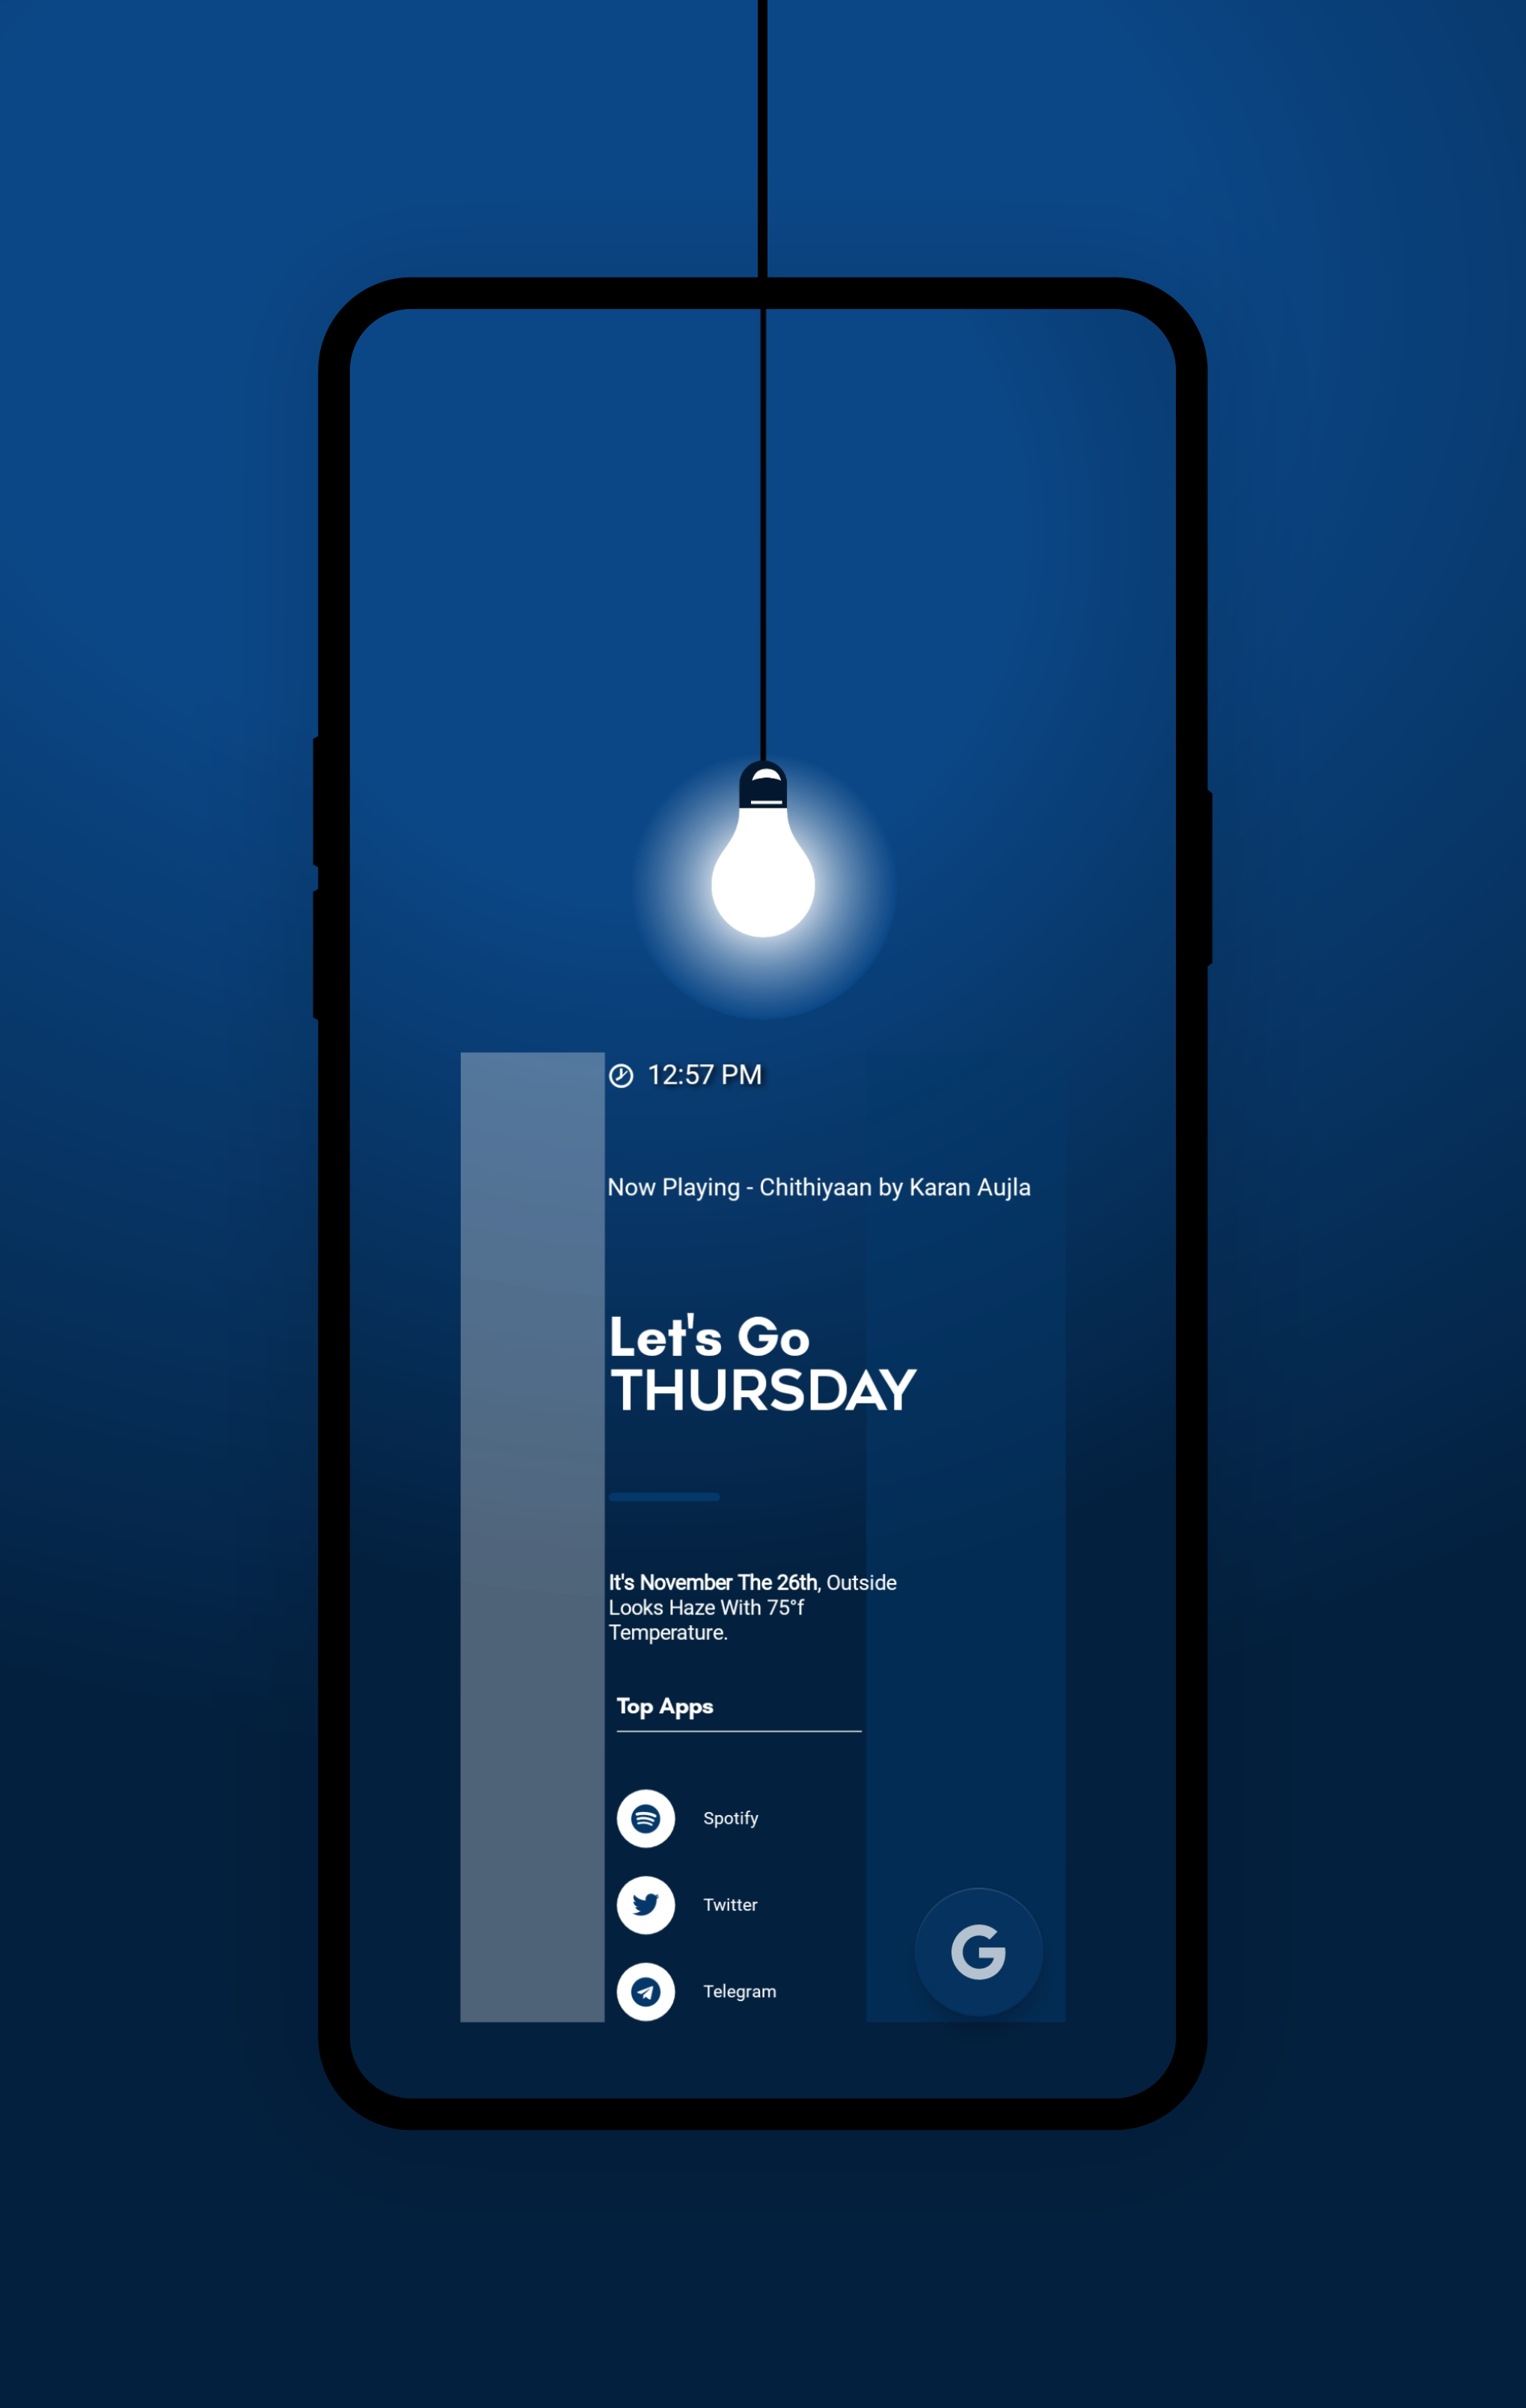 12:57 PM
Now Playing - Chithiyaan by Karan Aujla
Let's Go
THURSDAY
It's November The 26th, Outside
Looks Haze With 75°f
Temperature.
Top Apps
Spotify
Twitter
Telegram
G